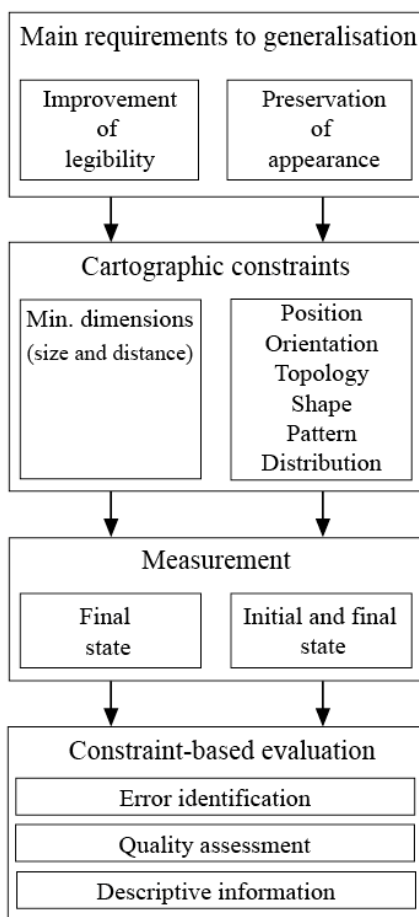 Main requirements to generalisation
Improvement
of
legibility
Preservation
of
appearance
Cartographic constraints
Min. dimensions
(size and distance)
Position
Orientation
Topology
Shape
Pattern
Distribution
Measurement
Final
state
Initial and final
state
Constraint-based evaluation
Error identification
Quality assessment
Descriptive information